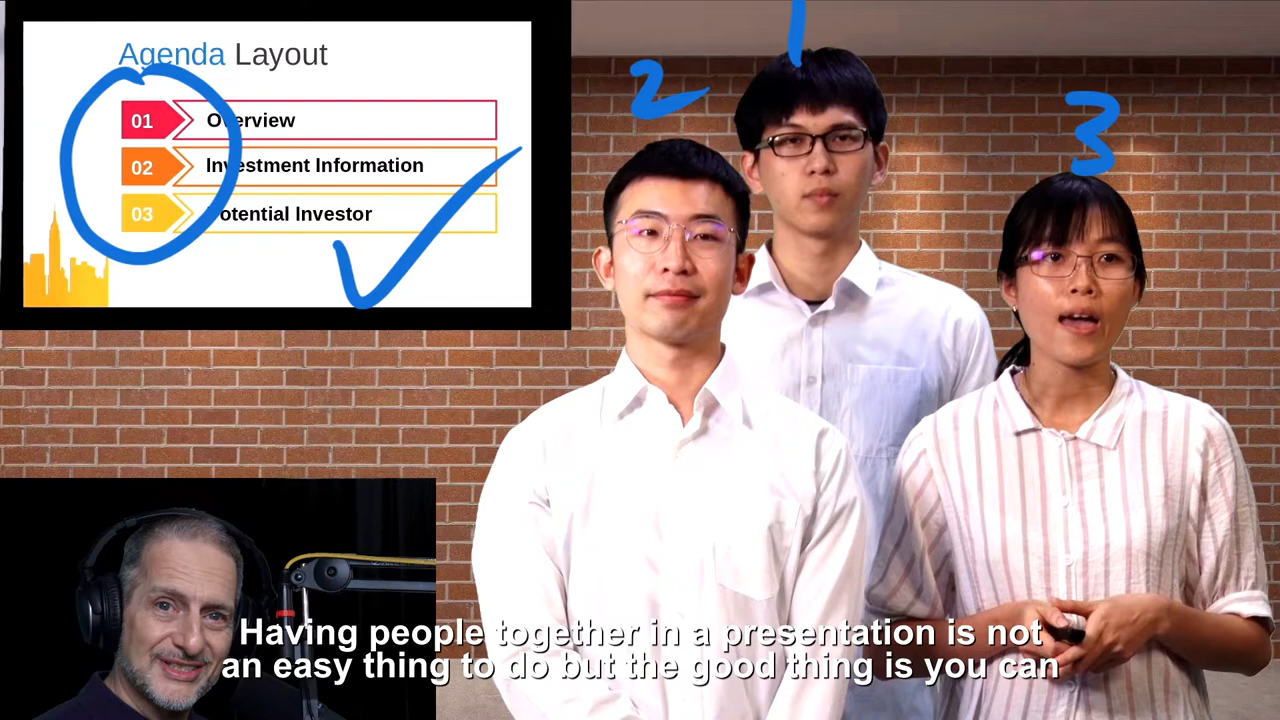 Agenda Layout
01 Overview
02 Investment Information
03 Potential Investor
2
1
3
Having people together in a presentation is not
an easy thing to do but the good thing is you can